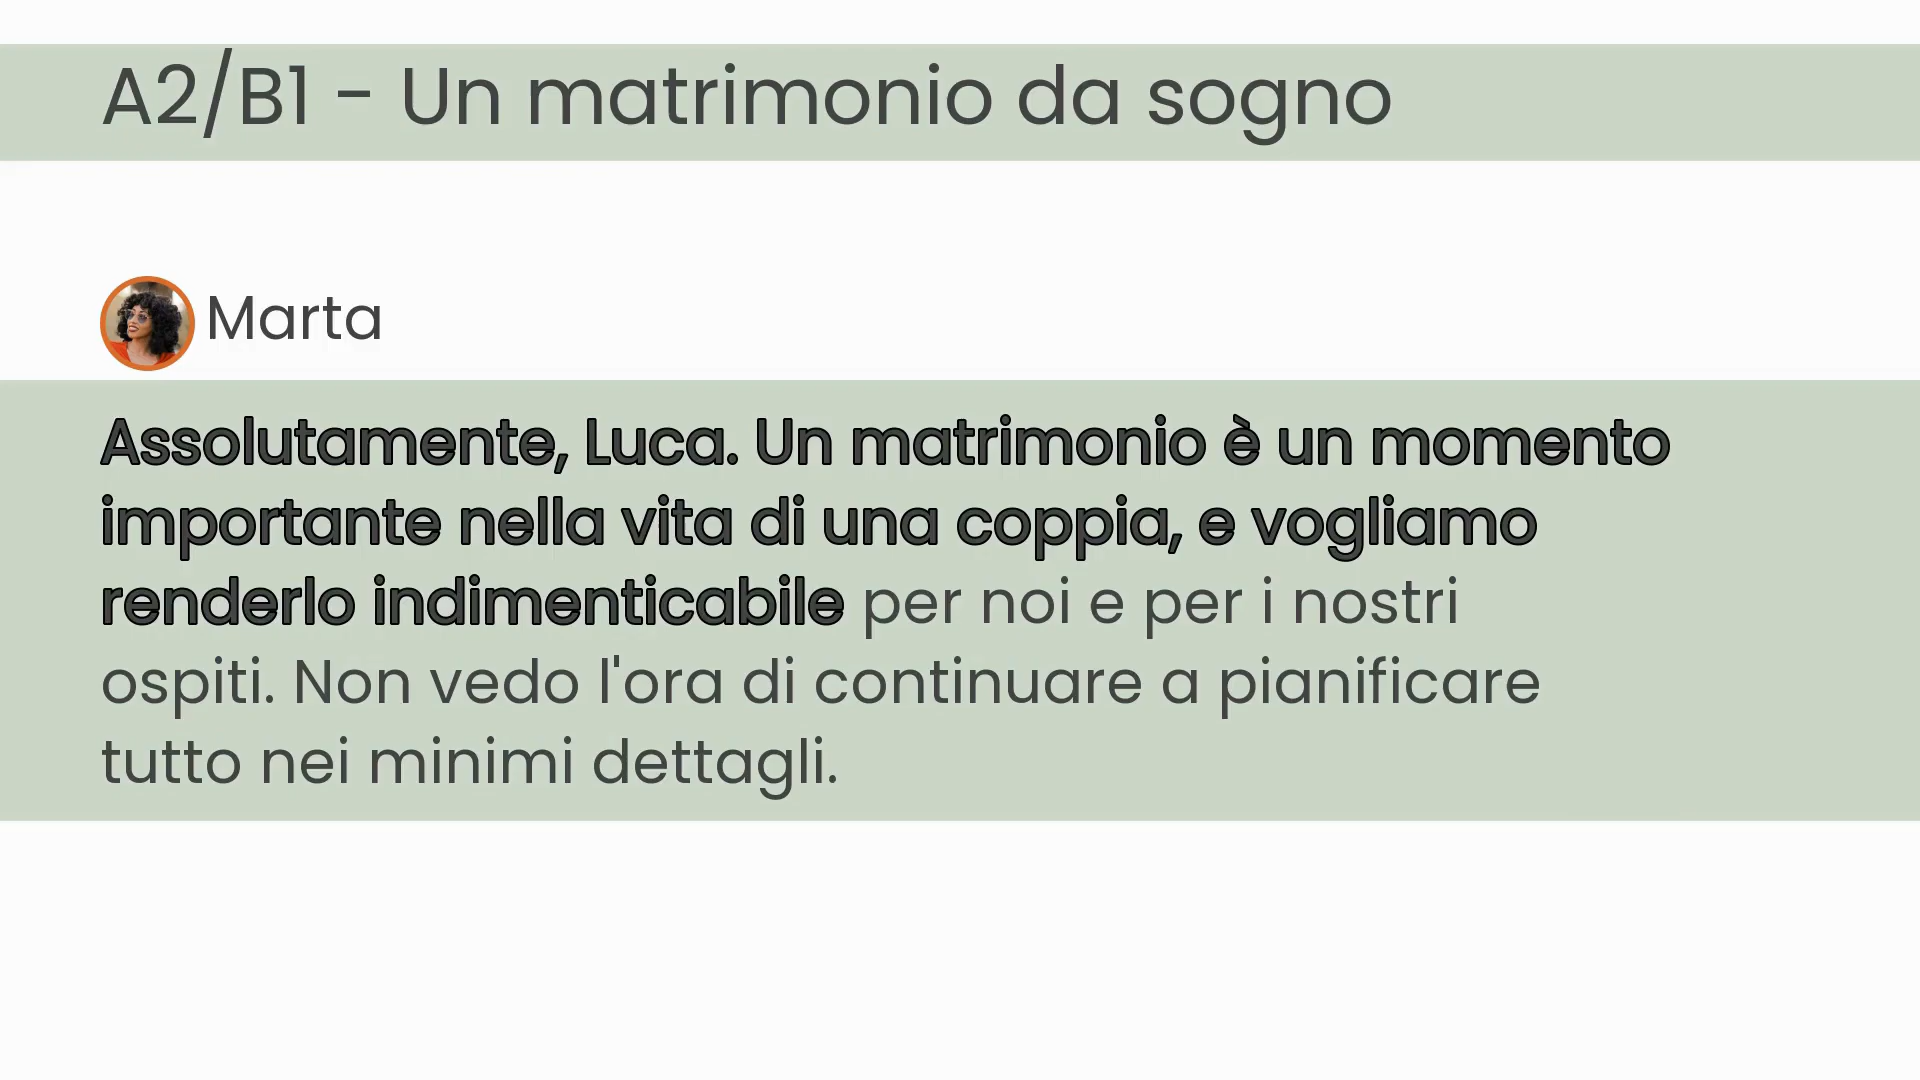 A2/B1 - Un matrimonio da sogno
Marta
Assolutamente, Luca. Un matrimonio è un momento
importante nella vita di una coppia, e vogliamo
renderlo indimenticabile per noi e per i nostri
ospiti. Non vedo l'ora di continuare a pianificare
tutto nei minimi dettagli.